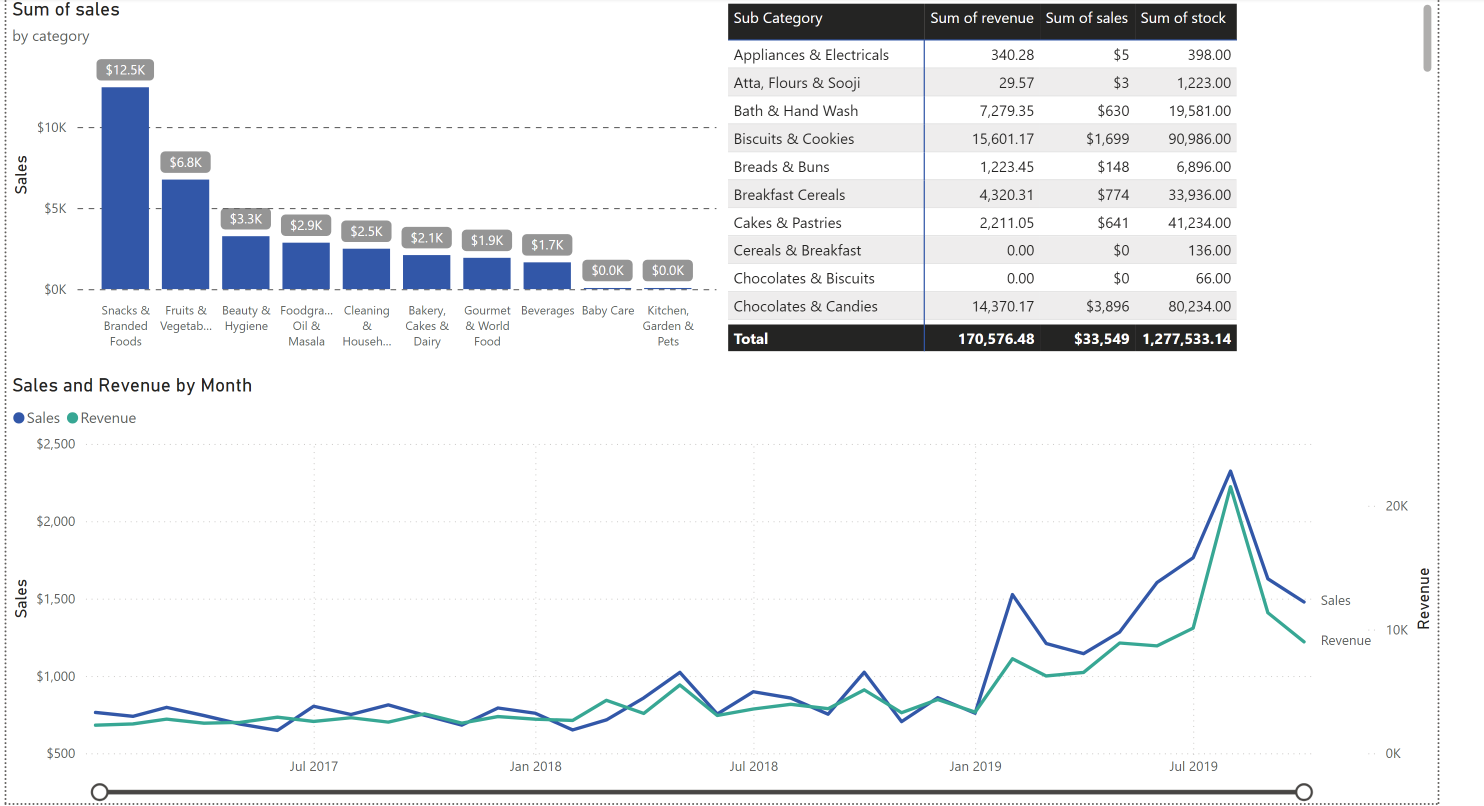 Sum of sales
by category
Sales
$10K
$5K
$0K
$12.5K
$6.8K
$3.3K
$2.9K
$2.5K
$2.1K
$1.9K
$1.7K
$0.0K
$0.0K
Snacks &
Branded
Foods
Fruits &
Vegetab...
Beauty &
Hygiene
Foodgra...
Oil &
Masala
Cleaning
&
Househ...
Bakery,
Cakes &
Dairy
Gourmet
& World
Food
Beverages
Baby Care
Kitchen,
Garden &
Pets
Sub Category Sum of revenue Sum of sales Sum of stock
Appliances & Electricals 340.28 $5 398.00
Atta, Flours & Sooji 29.57 $3 1,223.00
Bath & Hand Wash 7,279.35 $630 19,581.00
Biscuits & Cookies 15,601.17 $1,699 90,986.00
Breads & Buns 1,223.45 $148 6,896.00
Breakfast Cereals 4,320.31 $774 33,936.00
Cakes & Pastries 2,211.05 $641 41,234.00
Cereals & Breakfast 0.00 $0 136.00
Chocolates & Biscuits 0.00 $0 66.00
Chocolates & Candies 14,370.17 $3,896 80,234.00
Total 170,576.48 $33,549 1,277,533.14
Sales and Revenue by Month
Sales Revenue
Sales
$2,500
$2,000
$1,500
$1,000
$500
Jul 2017 Jan 2018 Jul 2018 Jan 2019 Jul 2019
Sales
Revenue
20K
10K
0K
Revenue